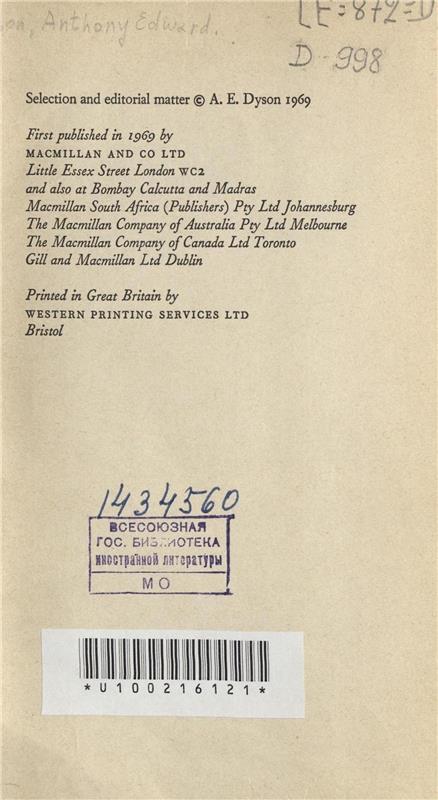 Anthony Edward.
D - 998
Selection and editorial matter © A. E. Dyson 1969
First published in 1969 by
MACMILLAN AND CO LTD
Little Essex Street London WC2
and also at Bombay Calcutta and Madras
Macmillan South Africa (Publishers) Pty Ltd Johannesburg
The Macmillan Company of Australia Pty Ltd Melbourne
The Macmillan Company of Canada Ltd Toronto
Gill and Macmillan Ltd Dublin
Printed in Great Britain by
WESTERN PRINTING SERVICES LTD
Bristol
1434560
ВСЕСОЮЗНАЯ
ГОС. БИБЛИОТЕКА
иностранной литературы
МО
*U100216121*